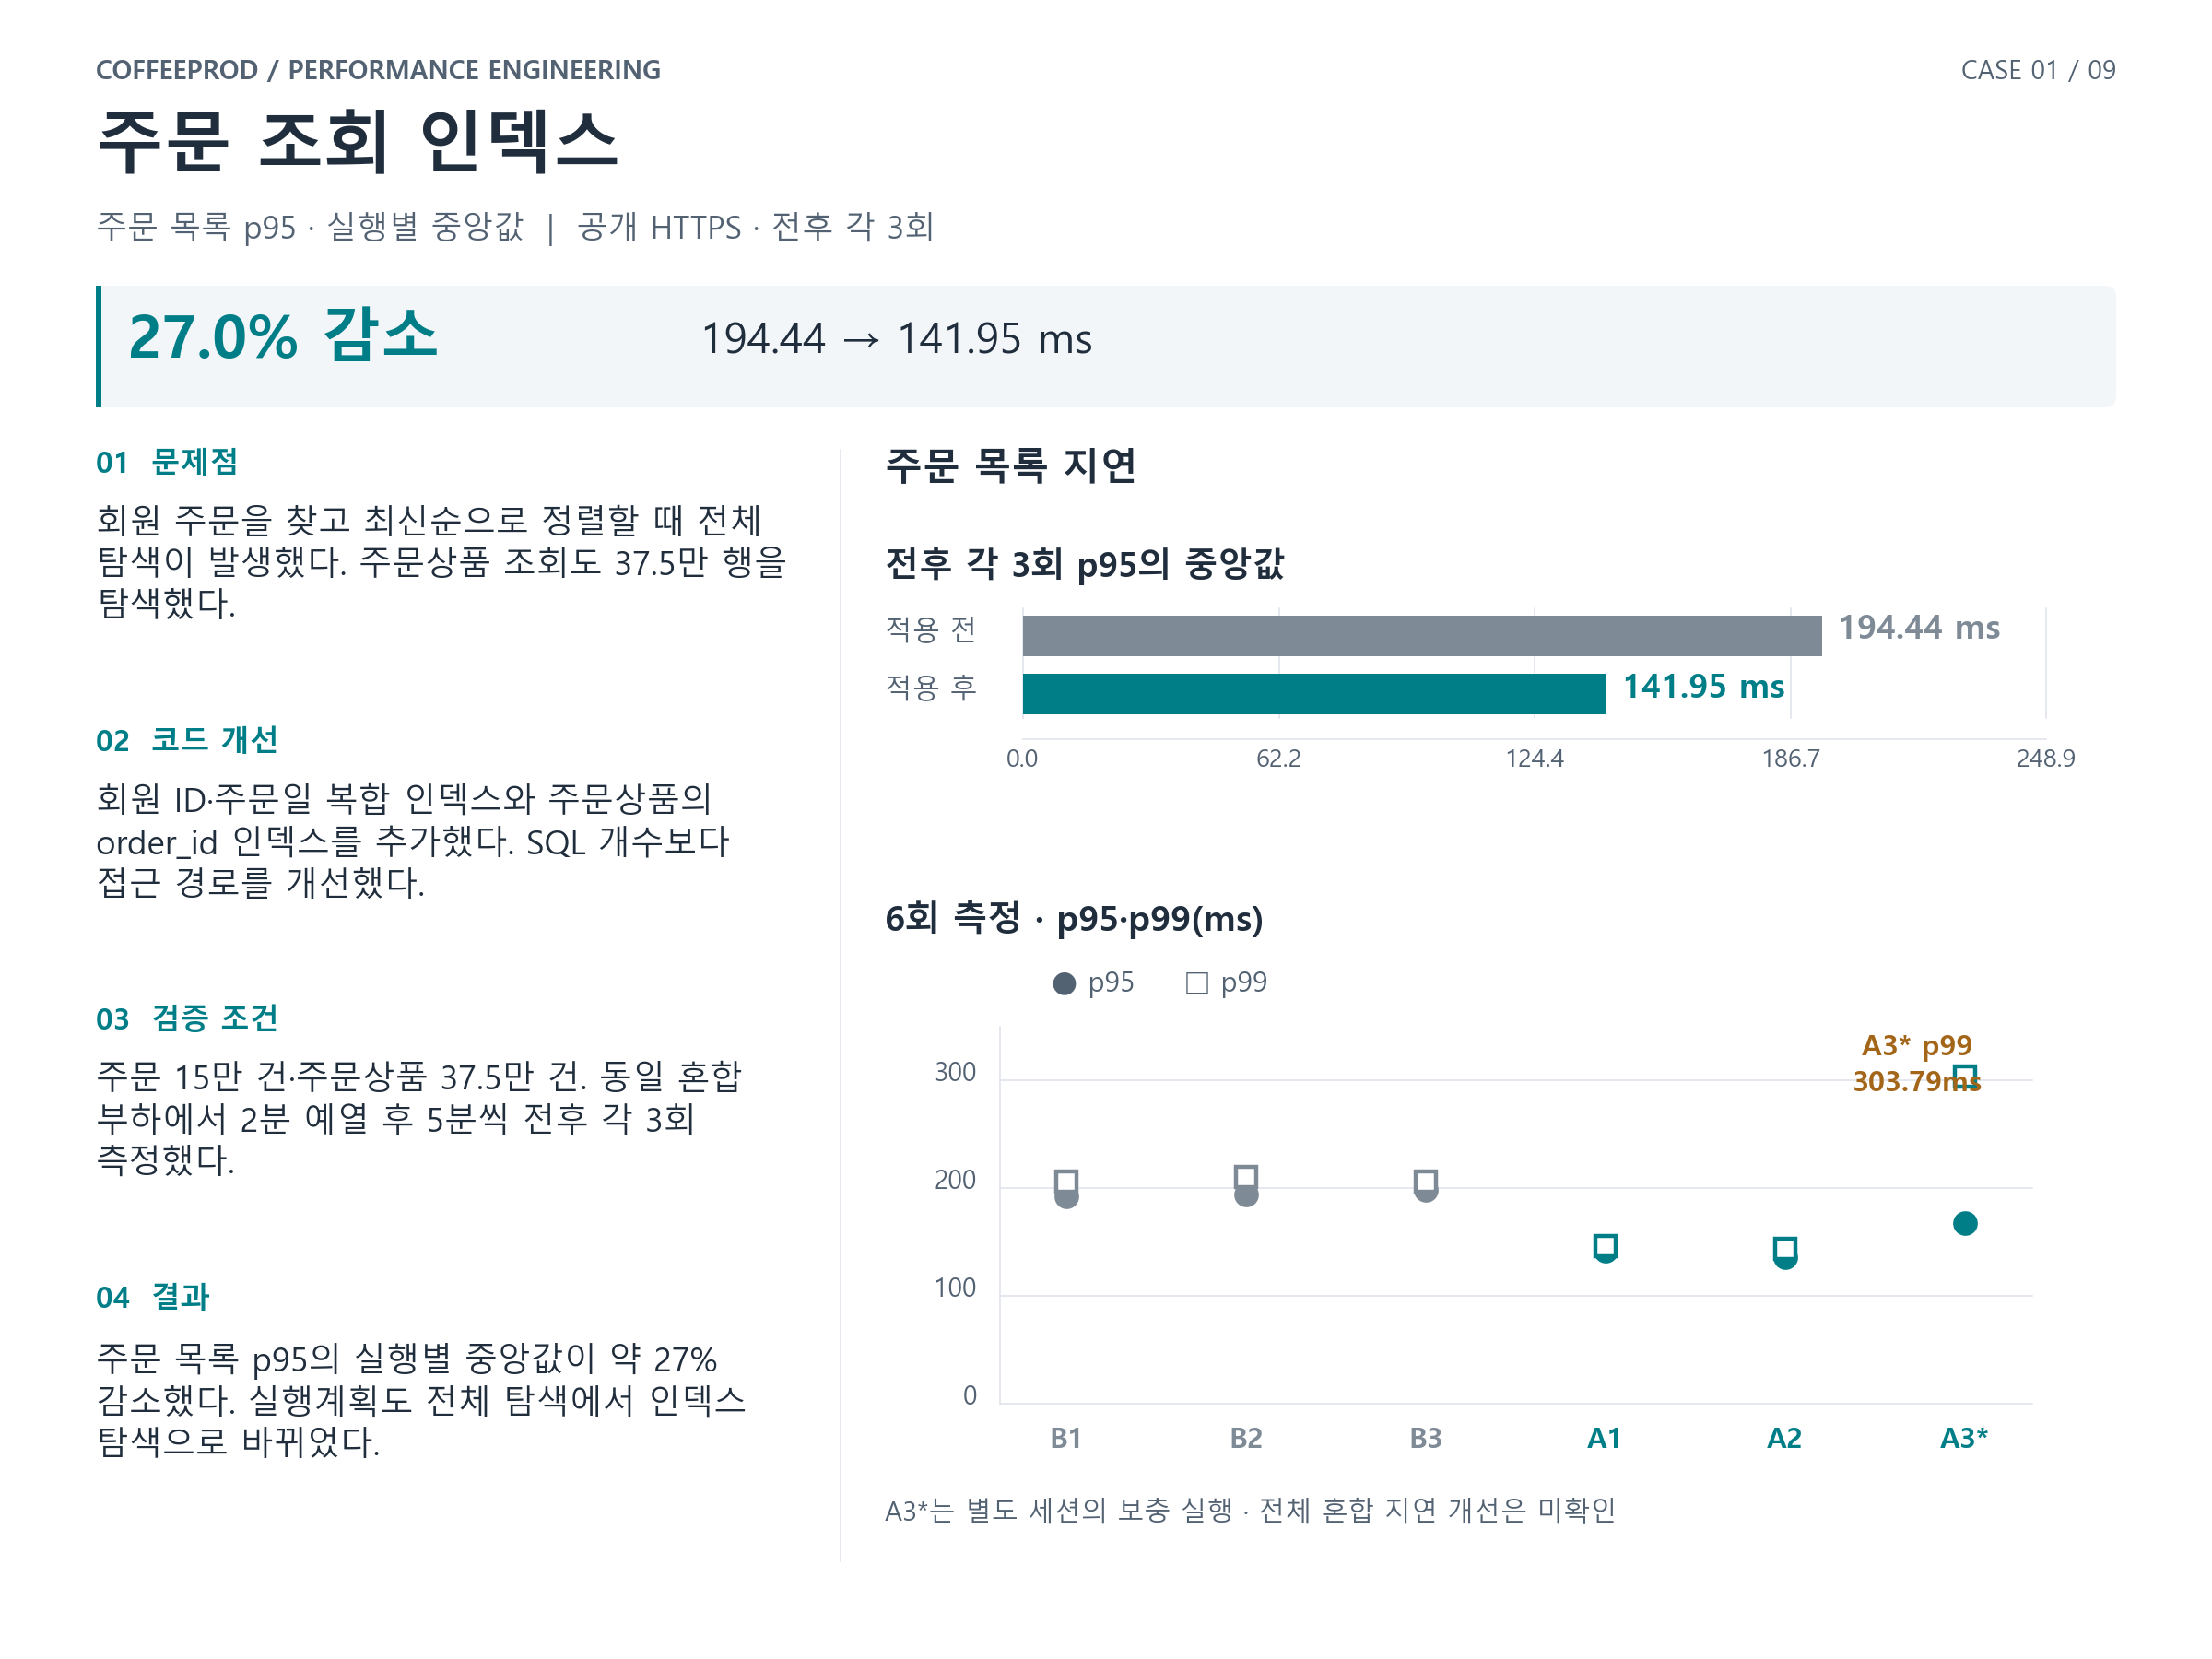 COFFEEPROD / PERFORMANCE ENGINEERING
CASE 01 / 09
주문 조회 인덱스
주문 목록 p95 · 실행별 중앙값 | 공개 HTTPS · 전후 각 3회
27.0% 감소
194.44 → 141.95 ms
01 문제점
회원 주문을 찾고 최신순으로 정렬할 때 전체
탐색이 발생했다. 주문상품 조회도 37.5만 행을
탐색했다.
02 코드 개선
회원 ID·주문일 복합 인덱스와 주문상품의
order_id 인덱스를 추가했다. SQL 개수보다
접근 경로를 개선했다.
03 검증 조건
주문 15만 건·주문상품 37.5만 건. 동일 혼합
부하에서 2분 예열 후 5분씩 전후 각 3회
측정했다.
04 결과
주문 목록 p95의 실행별 중앙값이 약 27%
감소했다. 실행계획도 전체 탐색에서 인덱스
탐색으로 바뀌었다.
주문 목록 지연
전후 각 3회 p95의 중앙값
적용 전
194.44 ms
적용 후
141.95 ms
0.0 62.2 124.4 186.7 248.9
6회 측정 · p95·p99(ms)
p95 p99
A3* p99
303.79ms
300
200
100
0
B1 B2 B3 A1 A2 A3*
A3*는 별도 세션의 보충 실행 · 전체 혼합 지연 개선은 미확인